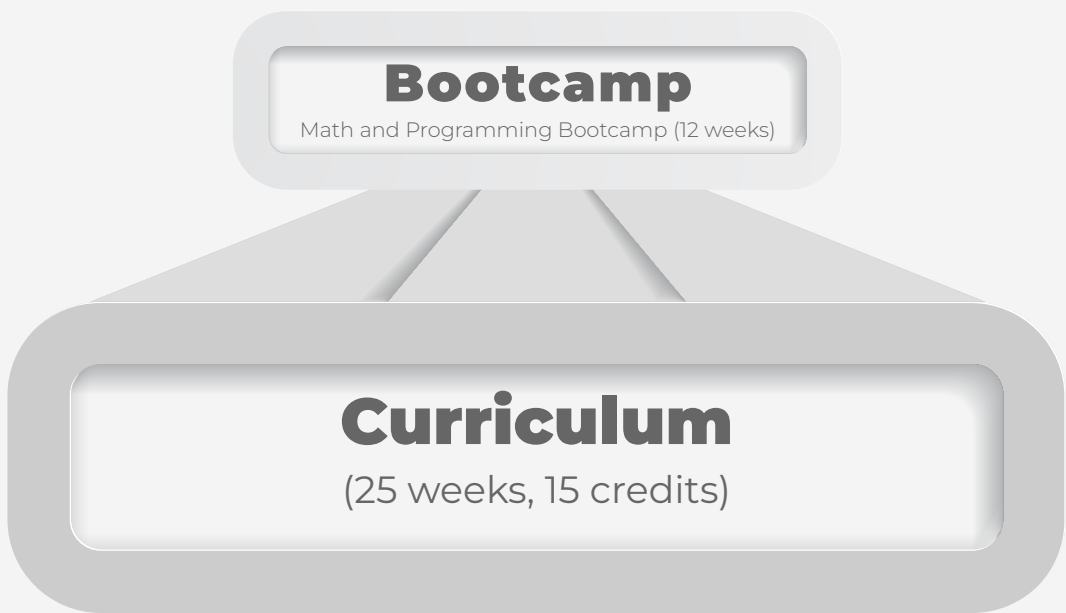 Bootcamp
Math and Programming Bootcamp (12 weeks)
Curriculum
(25 weeks, 15 credits)